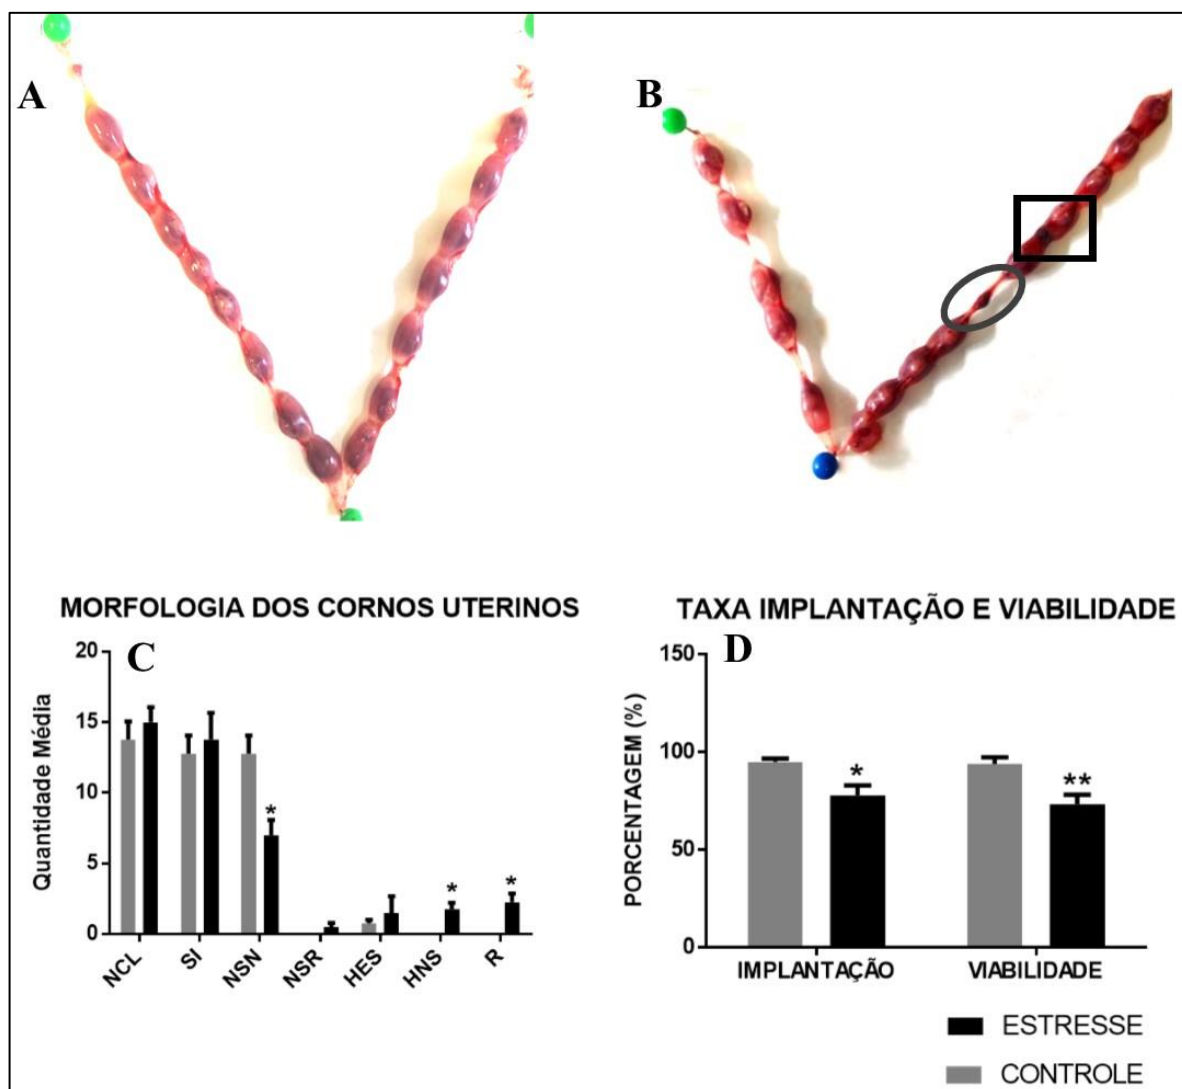 A
B
MORFOLOGIA DOS CORNOS UTERINOS
C
Quantidade Média
20
15
10
5
0
*
*
*
NCL
SI
NSN
NSR
HES
HNS
R
TAXA IMPLANTAÇÃO E VIABILIDADE
D
PORCENTAGEM (%)
150
100
50
0
*
**
IMPLANTAÇÃO
VIABILIDADE
ESTRESSE
CONTROLE